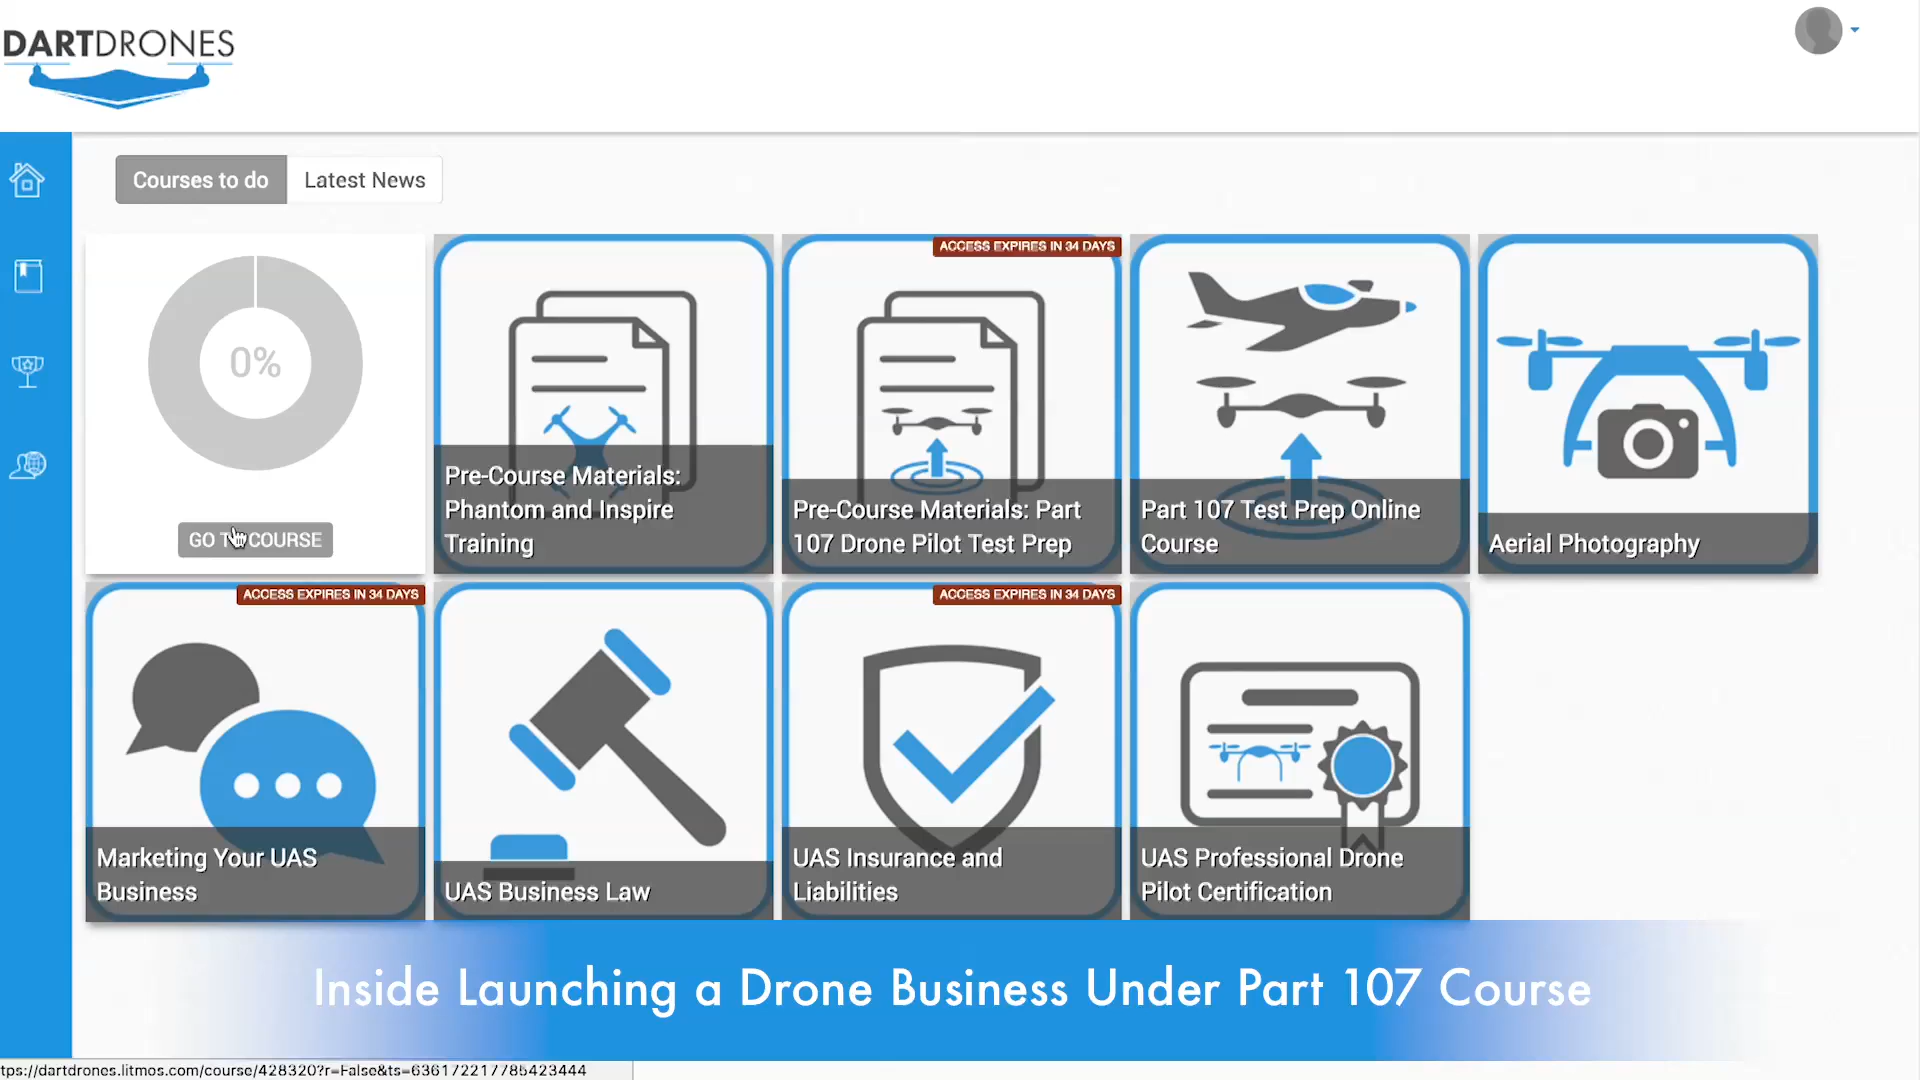 DARTDRONES
Courses to do
Latest News
0%
GO TO COURSE
Pre-Course Materials:
Phantom and Inspire
Training
ACCESS EXPIRES IN 34 DAYS
Pre-Course Materials: Part
107 Drone Pilot Test Prep
Part 107 Test Prep Online
Course
Aerial Photography
ACCESS EXPIRES IN 34 DAYS
Marketing Your UAS
Business
UAS Business Law
ACCESS EXPIRES IN 34 DAYS
UAS Insurance and
Liabilities
UAS Professional Drone
Pilot Certification
Inside Launching a Drone Business Under Part 107 Course
tps://dartdrones.litmos.com/course/428320?r=False&ts=636172217785423444